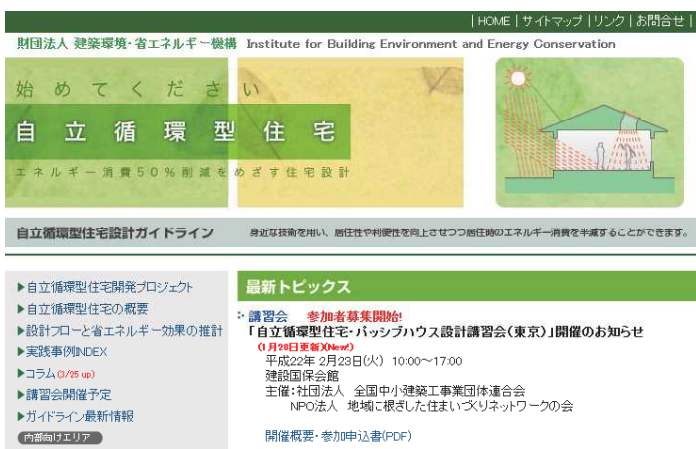 | HOME | サイトマップ | リンク | お問合せ |
財団法人 建築環境・省エネルギー機構 Institute for Building Environment and Energy Conservation
始めてください
自立循環型住宅
エネルギー消費50%削減をめざす住宅設計
自立循環型住宅設計ガイドライン
身近な技術を用い、居住性や利便性を向上させつつ居住時のエネルギー消費を半減することができます。
▶自立循環型住宅開発プロジェクト
▶自立循環型住宅の概要
▶設計フローと省エネルギー効果の推計
▶実践事例INDEX
▶コラム(3/25 up)
▶講習会開催予定
▶ガイドライン最新情報
内部向けエリア
最新トピックス
講習会 参加者募集開始!
「自立循環型住宅・パッシブハウス設計講習会(東京)」開催のお知らせ
(1月28日更新)(New!)
平成22年 2月23日(火) 10:00～17:00
建設国保会館
主催:社団法人 全国中小建築工事業団体連合会
NPO法人 地域に根ざした住まいづくりネットワークの会
開催概要・参加申込書(PDF)